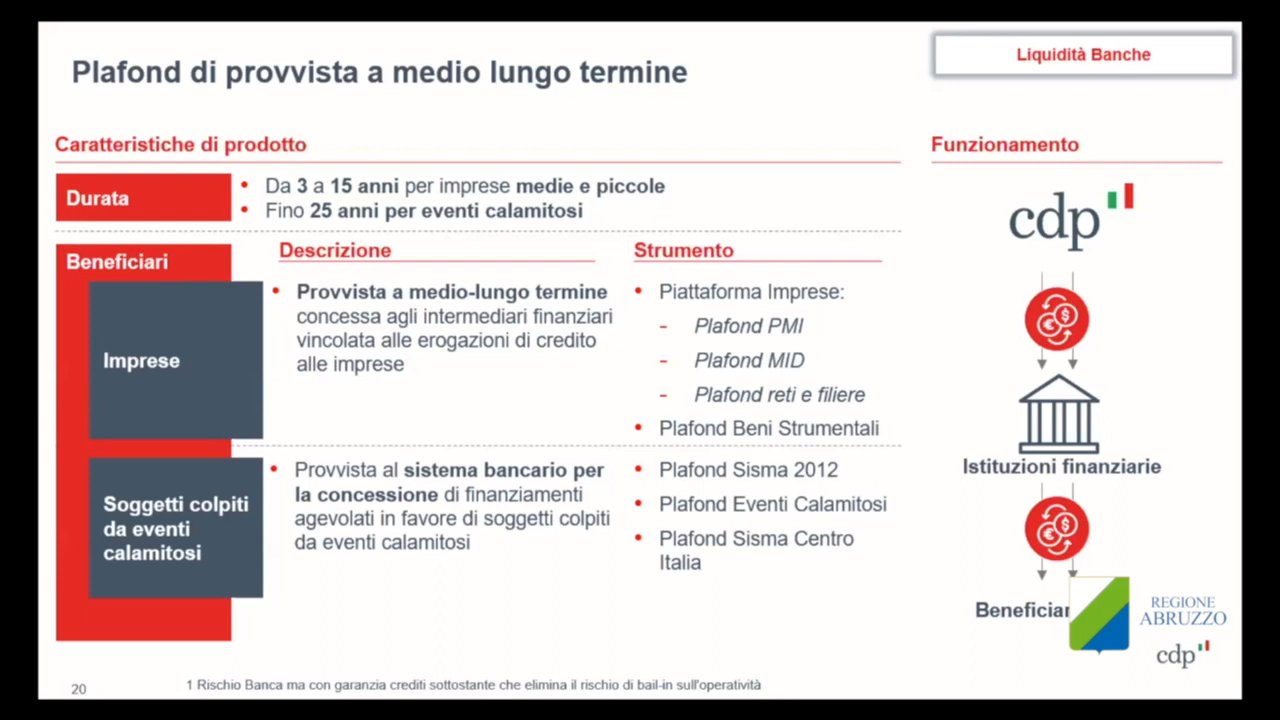 Plafond di provvista a medio lungo termine
Liquidità Banche
Caratteristiche di prodotto
Durata
• Da 3 a 15 anni per imprese medie e piccole
• Fino 25 anni per eventi calamitosi
Beneficiari
Descrizione
Strumento
Imprese
• Provvista a medio-lungo termine
concessa agli intermediari finanziari
vincolata alle erogazioni di credito
alle imprese
• Piattaforma Imprese:
- Plafond PMI
- Plafond MID
- Plafond reti e filiere
• Plafond Beni Strumentali
Soggetti colpiti
da eventi
calamitosi
• Provvista al sistema bancario per
la concessione di finanziamenti
agevolati in favore di soggetti colpiti
da eventi calamitosi
• Plafond Sisma 2012
• Plafond Eventi Calamitosi
• Plafond Sisma Centro
Italia
Funzionamento
cdp
Istituzioni finanziarie
Beneficiar
REGIONE
ABRUZZO
cdp
20
1 Rischio Banca ma con garanzia crediti sottostante che elimina il rischio di bail-in sull'operatività